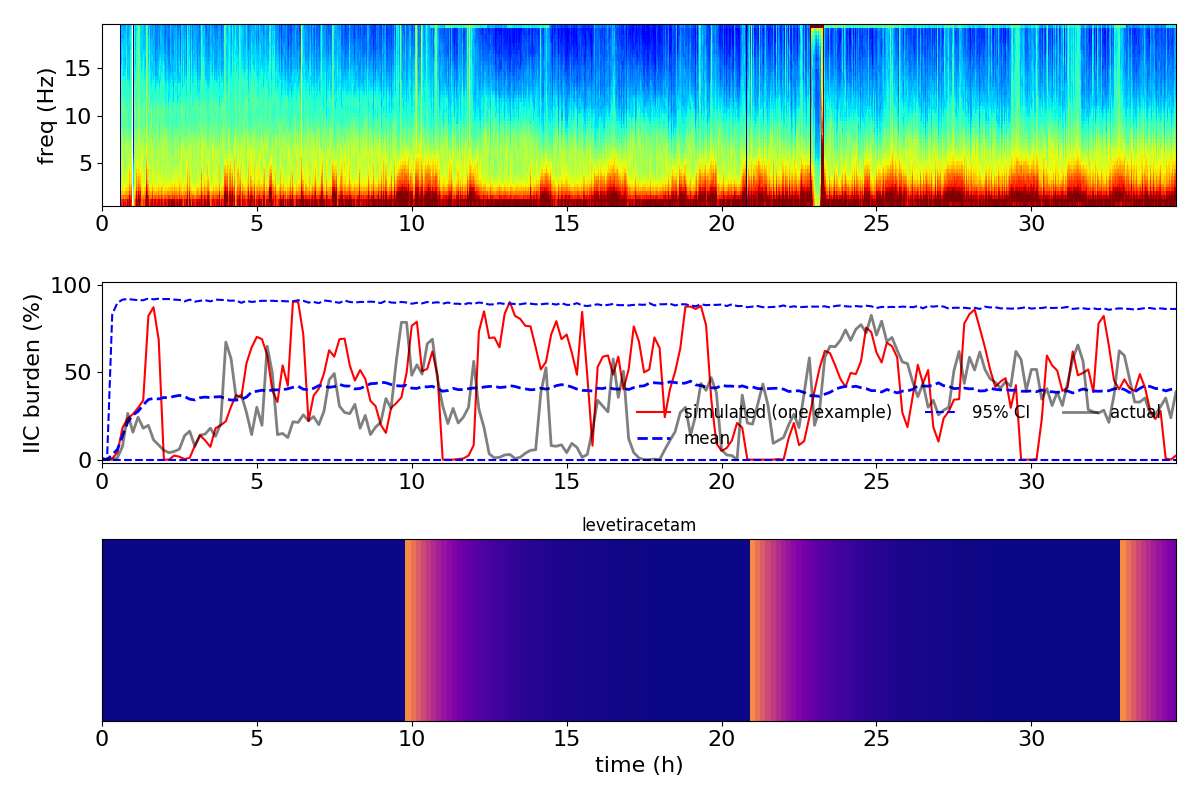 freq (Hz)
15
10
5
0 5 10 15 20 25 30
IIC burden (%)
100
50
0
simulated (one example) 95% CI actual
mean
0 5 10 15 20 25 30
levetiracetam
0 5 10 15 20 25 30
time (h)